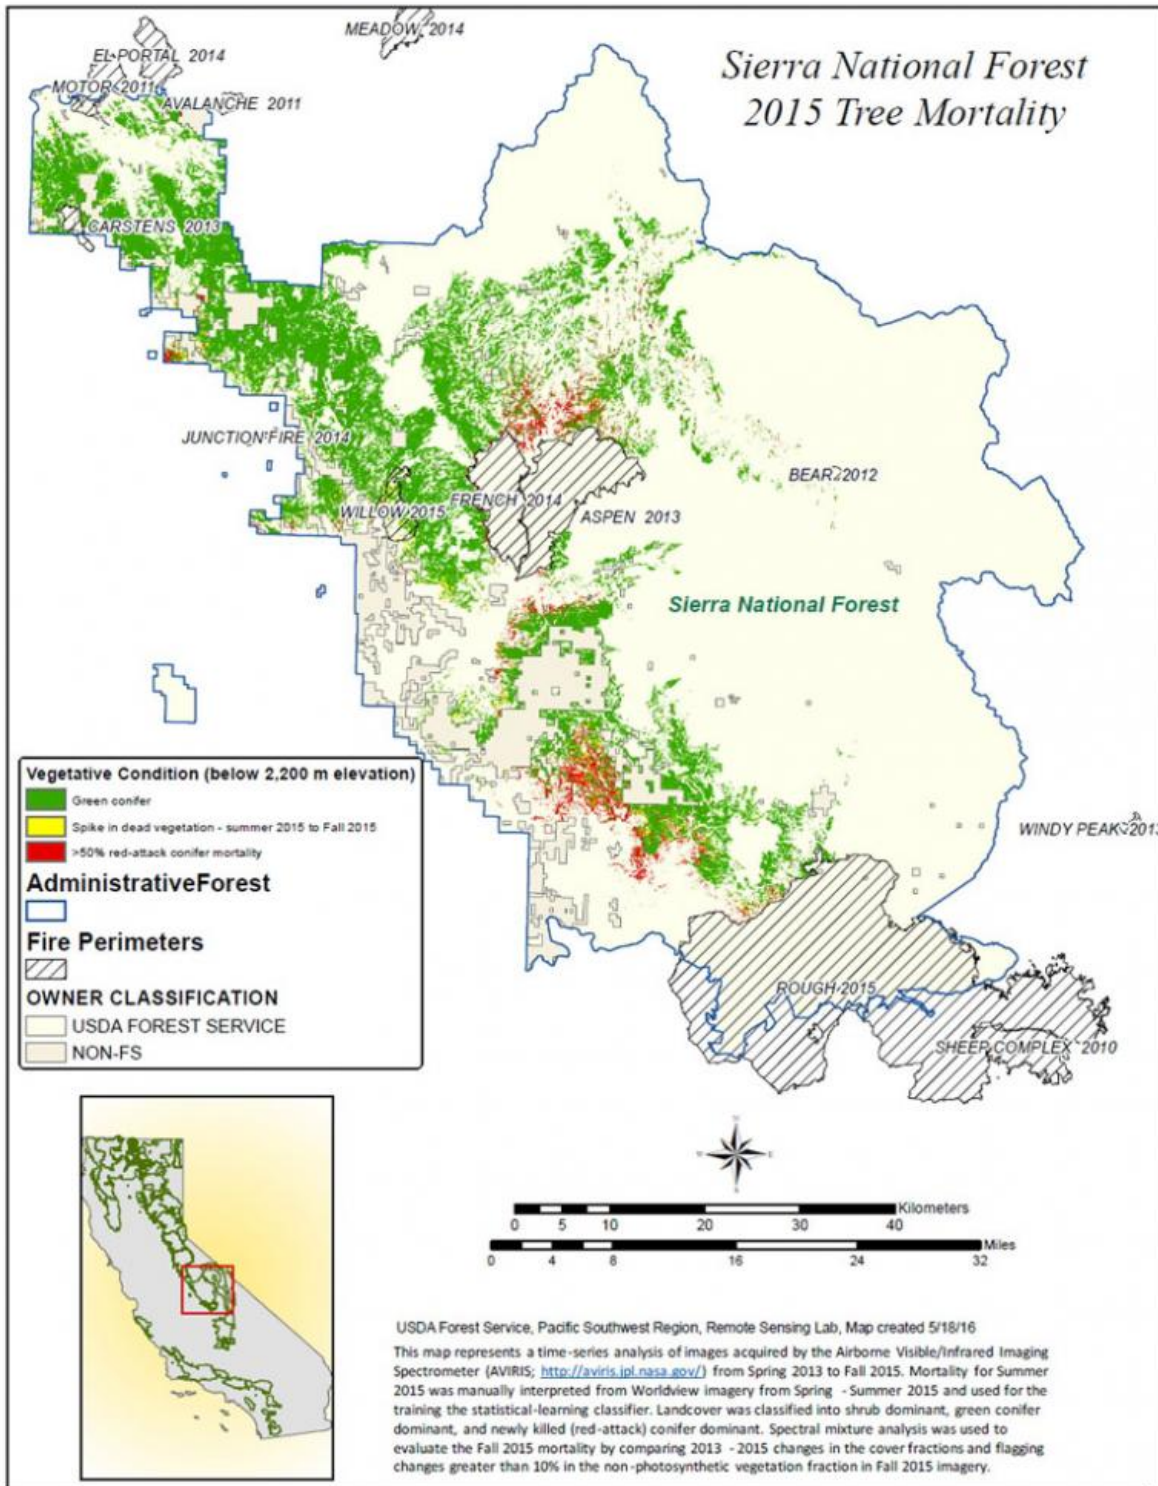 MEADOW 2014
EL PORTAL 2014
MOTOR 2011
AVALANCHE 2011
Sierra National Forest
2015 Tree Mortality
CARSTENS 2013
JUNCTION FIRE 2014
BEAR 2012
WILLOW 2015
FRENCH 2014
ASPEN 2013
Sierra National Forest
WINDY PEAK 2013
ROUGH 2015
SHEEP COMPLEX 2010
Vegetative Condition (below 2,200 m elevation)
Green conifer
Spike in dead vegetation - summer 2015 to Fall 2015
>50% red-attack conifer mortality
AdministrativeForest
Fire Perimeters
OWNER CLASSIFICATION
USDA FOREST SERVICE
NON-FS
Kilometers
0 5 10 20 30 40
Miles
0 4 8 16 24 32
USDA Forest Service, Pacific Southwest Region, Remote Sensing Lab, Map created 5/18/16
This map represents a time-series analysis of images acquired by the Airborne Visible/Infrared Imaging
Spectrometer (AVIRIS; http://aviris.jpl.nasa.gov/) from Spring 2013 to Fall 2015. Mortality for Summer
2015 was manually interpreted from Worldview imagery from Spring - Summer 2015 and used for the
training the statistical-learning classifier. Landcover was classified into shrub dominant, green conifer
dominant, and newly killed (red-attack) conifer dominant. Spectral mixture analysis was used to
evaluate the Fall 2015 mortality by comparing 2013 - 2015 changes in the cover fractions and flagging
changes greater than 10% in the non-photosynthetic vegetation fraction in Fall 2015 imagery.